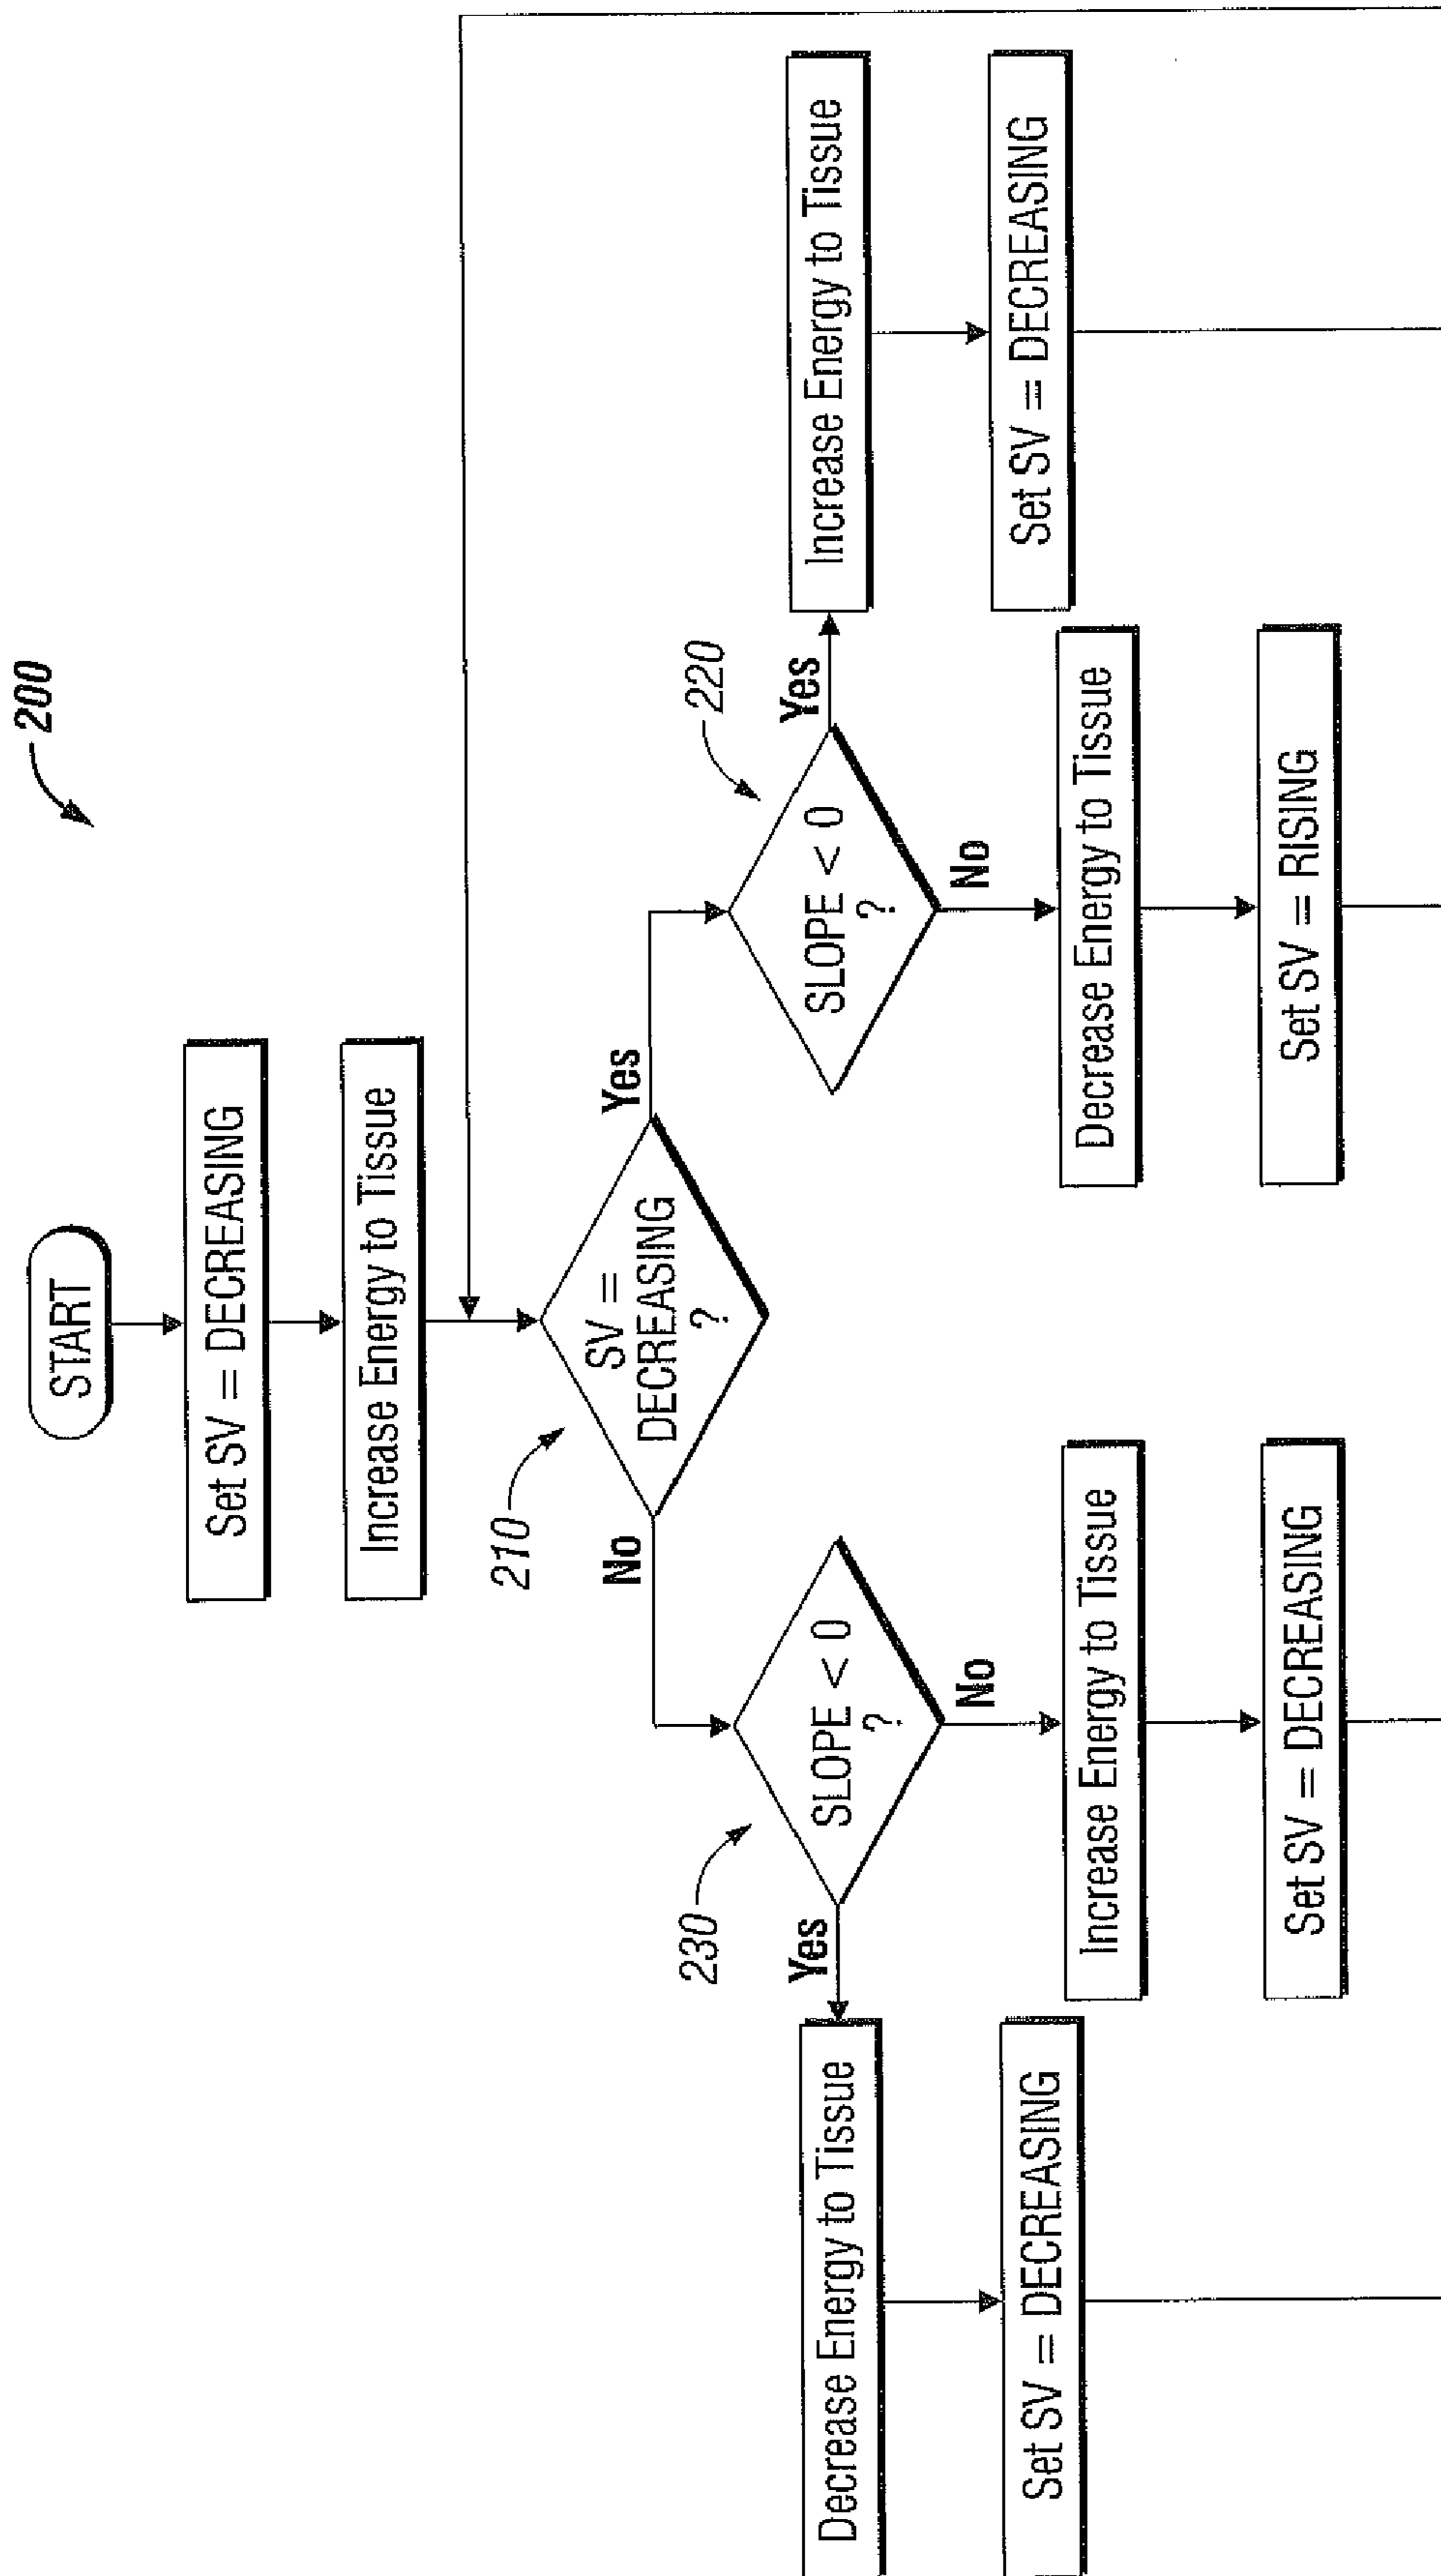 200
START
Set SV = DECREASING
Increase Energy to Tissue
210
SV =
DECREASING
?
No
Yes
230
SLOPE < 0
?
Yes
No
220
SLOPE < 0
?
Yes
No
Decrease Energy to Tissue
Set SV = DECREASING
Increase Energy to Tissue
Set SV = DECREASING
Decrease Energy to Tissue
Set SV = RISING
Increase Energy to Tissue
Set SV = DECREASING